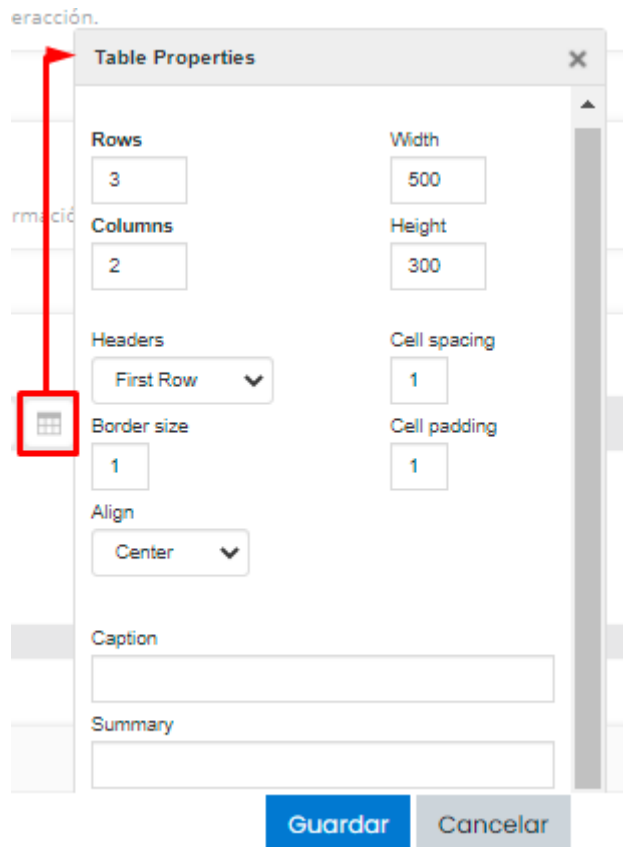 eracción.
Table Properties
Rows Width
3 500
rmació
Columns Height
2 300
Headers Cell spacing
First Row 1
Border size Cell padding
1 1
Align
Center
Caption
Summary
Guardar Cancelar